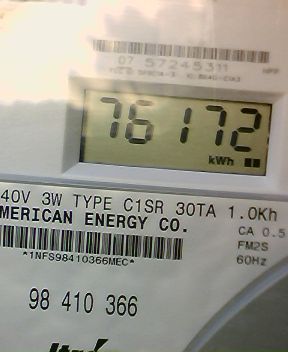 07 57245311
76172
kWh
40V 3W TYPE C1SR 30TA 1.0Kh
MERICAN ENERGY CO.
CA 0.5
FM2S
*1NFS98410366MEC*
60Hz
98 410 366